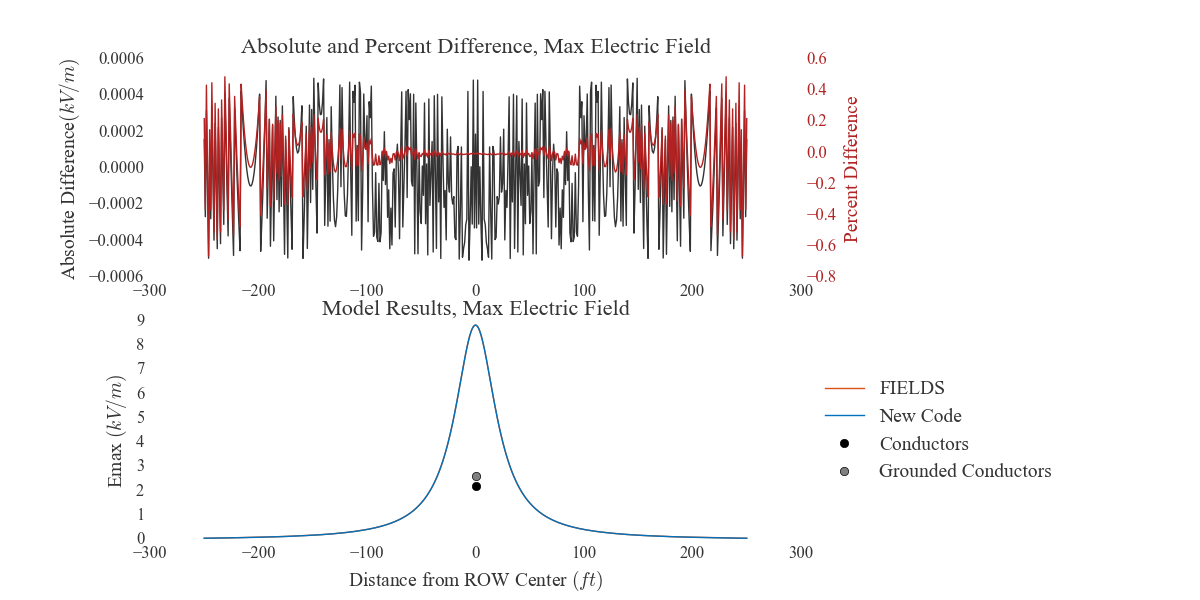 Absolute and Percent Difference, Max Electric Field
Absolute Difference(kV/m)
0.0006
0.0004
0.0002
0.0000
−0.0002
−0.0004
−0.0006
0.6
0.4
0.2
0.0
−0.2
−0.4
−0.6
−0.8
Percent Difference
−300 −200 −100 0 100 200 300
Model Results, Max Electric Field
Emax (kV/m)
9
8
7
6
5
4
3
2
1
0
−300 −200 −100 0 100 200 300
Distance from ROW Center (ft)
FIELDS
New Code
Conductors
Grounded Conductors